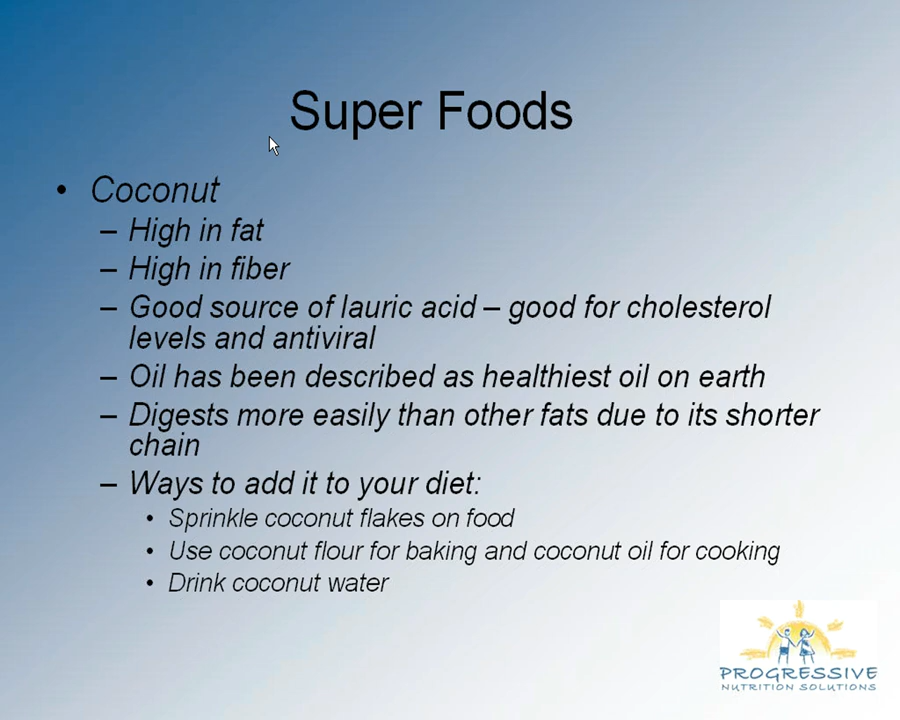 Super Foods
• Coconut
– High in fat
– High in fiber
– Good source of lauric acid – good for cholesterol
levels and antiviral
– Oil has been described as healthiest oil on earth
– Digests more easily than other fats due to its shorter
chain
– Ways to add it to your diet:
• Sprinkle coconut flakes on food
• Use coconut flour for baking and coconut oil for cooking
• Drink coconut water
PROGRESSIVE
NUTRITION SOLUTIONS